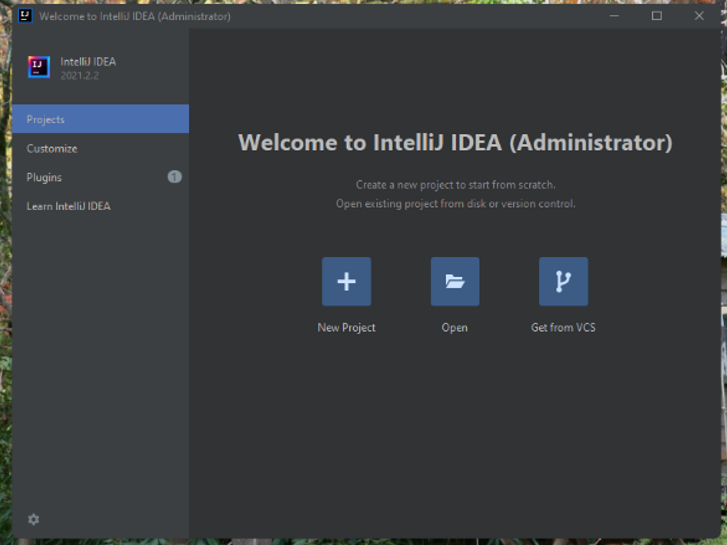 Welcome to IntelliJ IDEA (Administrator)
IntelliJ IDEA
2021.2.2
Projects
Customize
Plugins 1
Learn IntelliJ IDEA
Welcome to IntelliJ IDEA (Administrator)
Create a new project to start from scratch.
Open existing project from disk or version control.
New Project
Open
Get from VCS